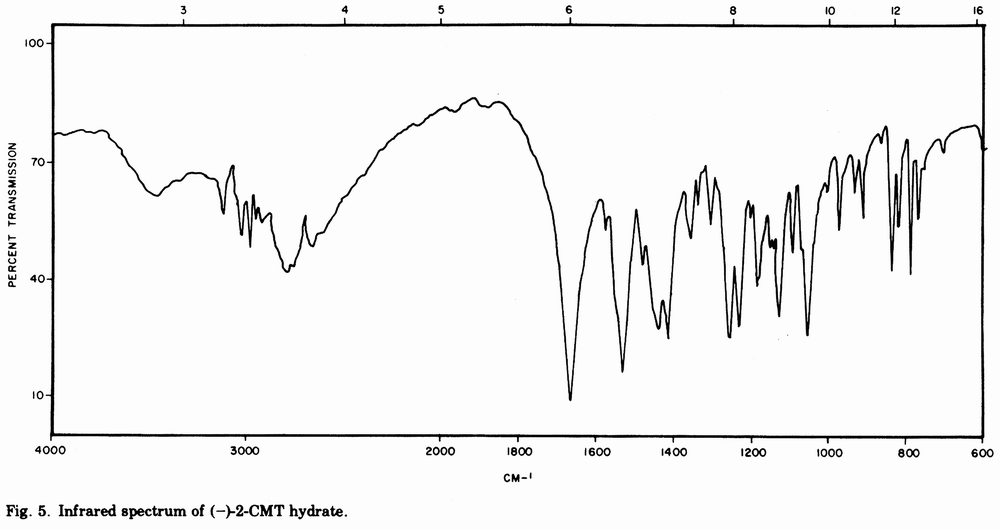 3 4 5 6 8 10 12 16
100
70
40
10
PERCENT TRANSMISSION
4000 3000 2000 1800 1600 1400 1200 1000 800 600
CM-1
Fig. 5. Infrared spectrum of (−)-2-CMT hydrate.